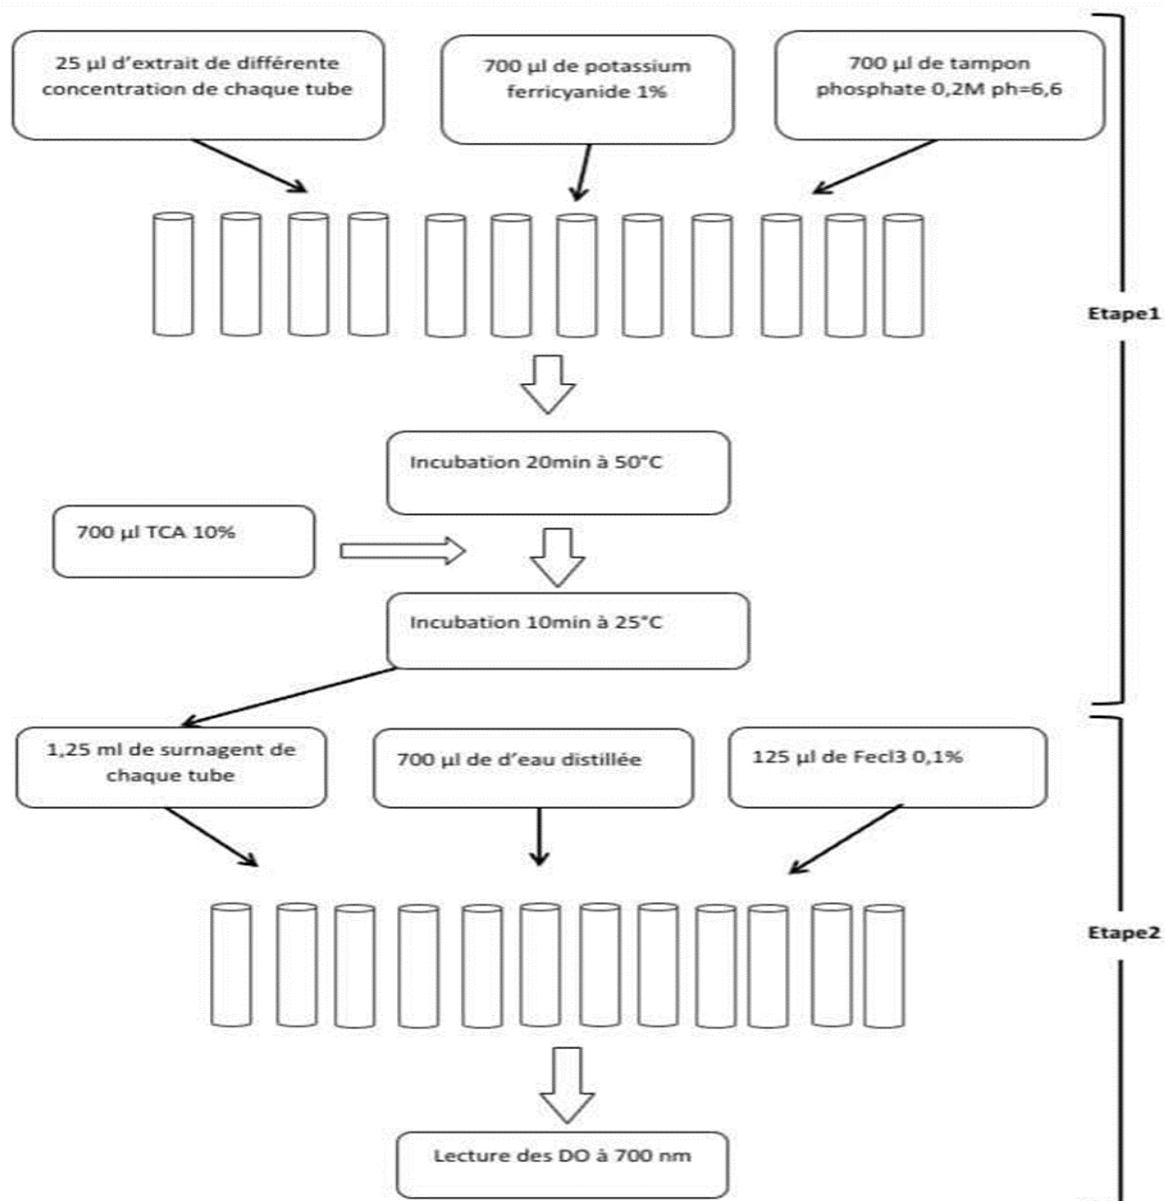 25 µl d'extrait de différente
concentration de chaque tube
700 µl de potassium
ferricyanide 1%
700 µl de tampon
phosphate 0,2M ph=6,6
Etape1
Incubation 20min à 50°C
700 µl TCA 10%
Incubation 10min à 25°C
1,25 ml de surnagent de
chaque tube
700 µl de d'eau distillée
125 µl de Fecl3 0,1%
Etape2
Lecture des DO à 700 nm